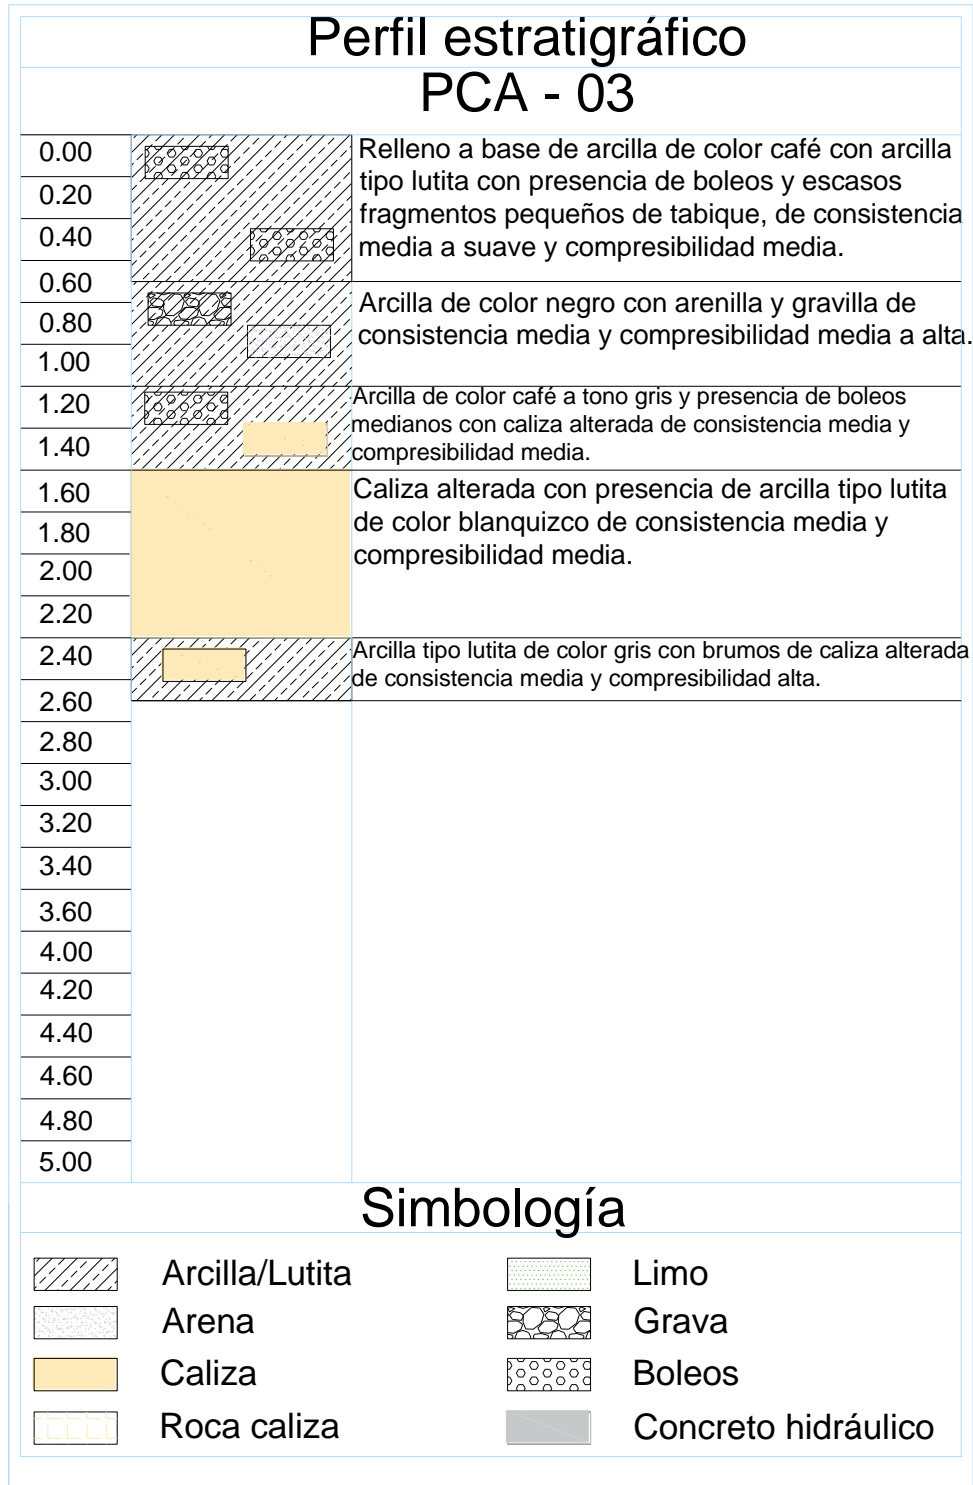 Perfil estratigráfico
PCA - 03
0.00
0.20
0.40
0.60
0.80
1.00
1.20
1.40
1.60
1.80
2.00
2.20
2.40
2.60
2.80
3.00
3.20
3.40
3.60
4.00
4.20
4.40
4.60
4.80
5.00
Relleno a base de arcilla de color café con arcilla
tipo lutita con presencia de boleos y escasos
fragmentos pequeños de tabique, de consistencia
media a suave y compresibilidad media.
Arcilla de color negro con arenilla y gravilla de
consistencia media y compresibilidad media a alta.
Arcilla de color café a tono gris y presencia de boleos
medianos con caliza alterada de consistencia media y
compresibilidad media.
Caliza alterada con presencia de arcilla tipo lutita
de color blanquizco de consistencia media y
compresibilidad media.
Arcilla tipo lutita de color gris con brumos de caliza alterada
de consistencia media y compresibilidad alta.
Simbología
Arcilla/Lutita
Arena
Caliza
Roca caliza
Limo
Grava
Boleos
Concreto hidráulico